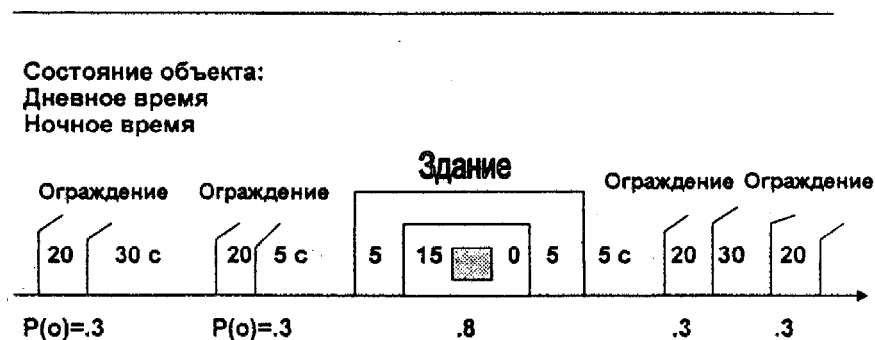 Состояние объекта:
Дневное время
Ночное время
Здание
Ограждение Ограждение Ограждение Ограждение
20 30 с 20 5 с 5 15 0 5 5 с 20 30 20
P(o)=.3 P(o)=.3 .8 .3 .3